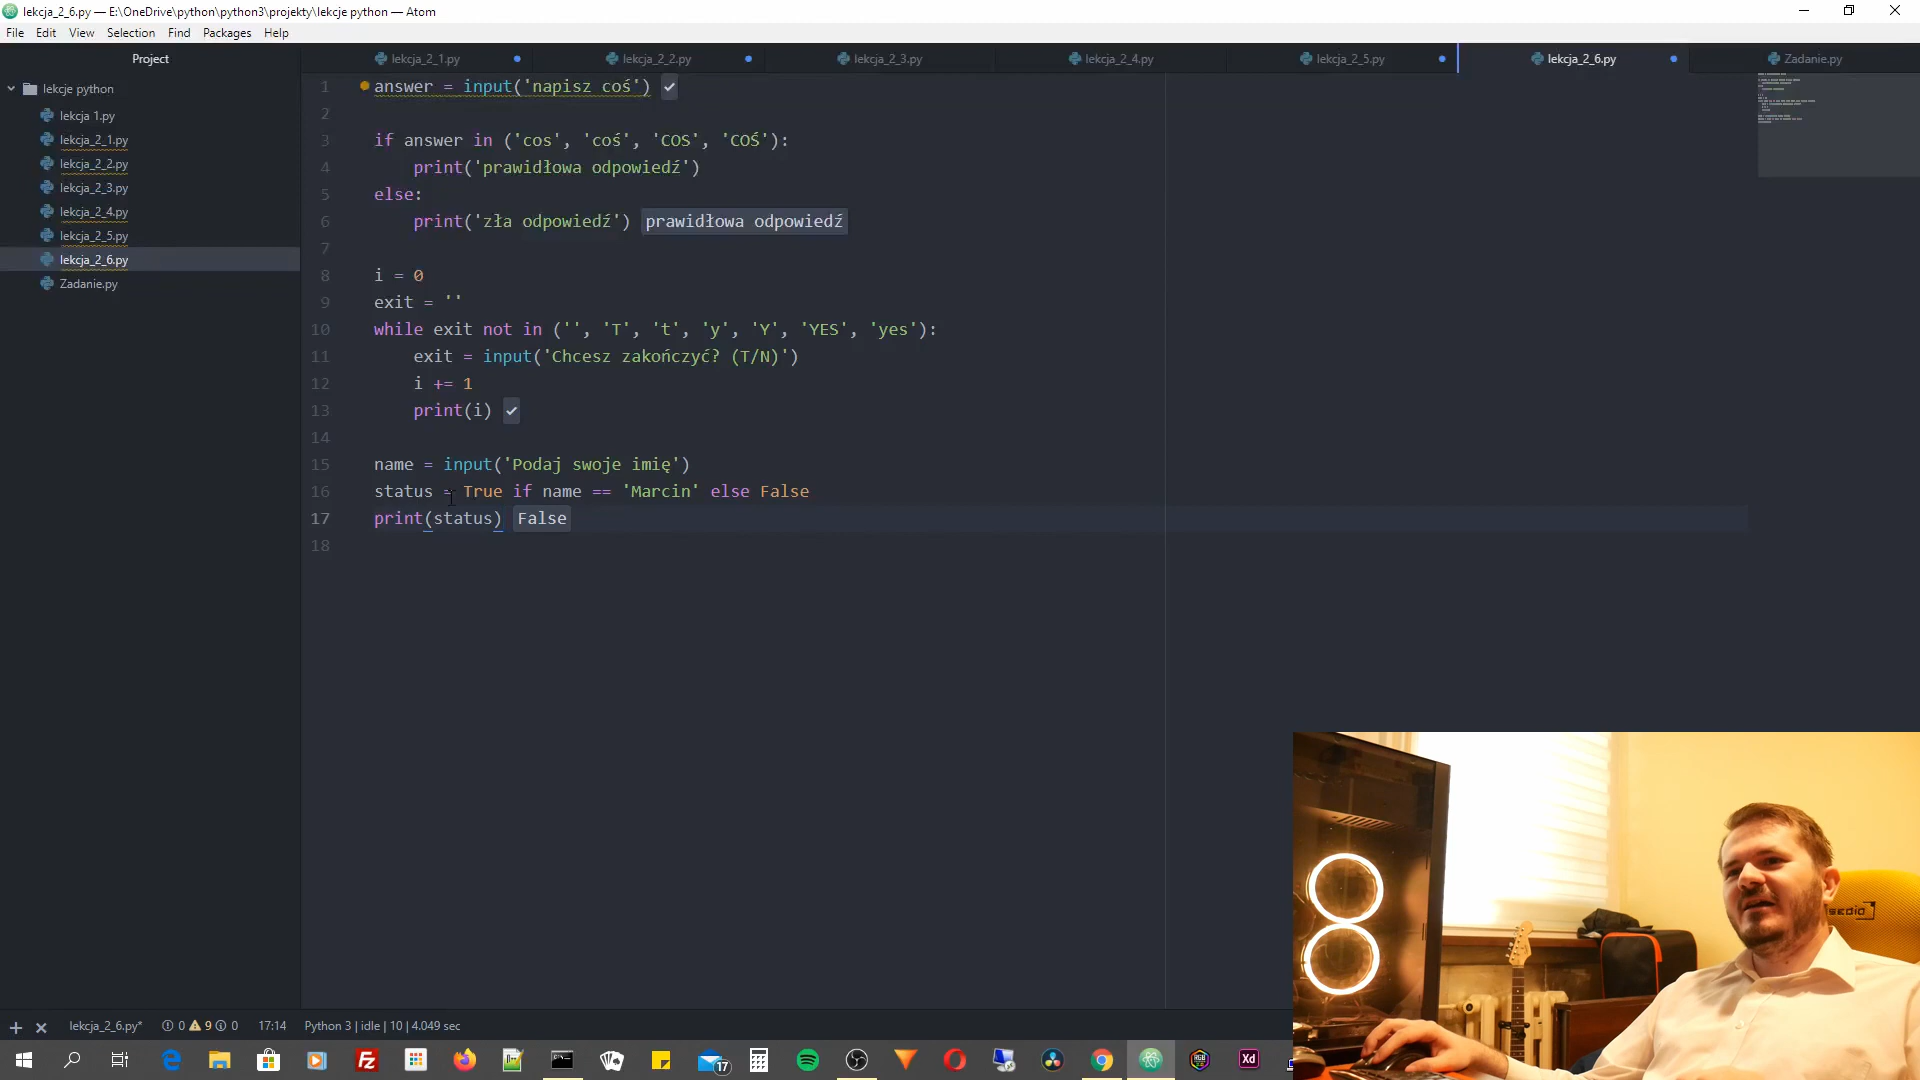 lekcja_2_6.py — E:\OneDrive\python\python3\projekty\lekcje python — Atom
File Edit View Selection Find Packages Help
Project
lekcja_2_1.py lekcja_2_2.py lekcja_2_3.py lekcja_2_4.py lekcja_2_5.py lekcja_2_6.py Zadanie.py
lekcje python
lekcja 1.py
lekcja_2_1.py
lekcja_2_2.py
lekcja_2_3.py
lekcja_2_4.py
lekcja_2_5.py
lekcja_2_6.py
Zadanie.py
1 answer = input('napisz coś') ✓
2
3 if answer in ('cos', 'coś', 'COS', 'COŚ'):
4 print('prawidłowa odpowiedź')
5 else:
6 print('zła odpowiedź') prawidłowa odpowiedź
7
8 i = 0
9 exit = ''
10 while exit not in ('', 'T', 't', 'y', 'Y', 'YES', 'yes'):
11 exit = input('Chcesz zakończyć? (T/N)')
12 i += 1
13 print(i) ✓
14
15 name = input('Podaj swoje imię')
16 status = True if name == 'Marcin' else False
17 print(status) False
18
lekcja_2_6.py* 0 9 0 17:14 Python 3 | idle | 10 | 4.049 sec
17
Xd